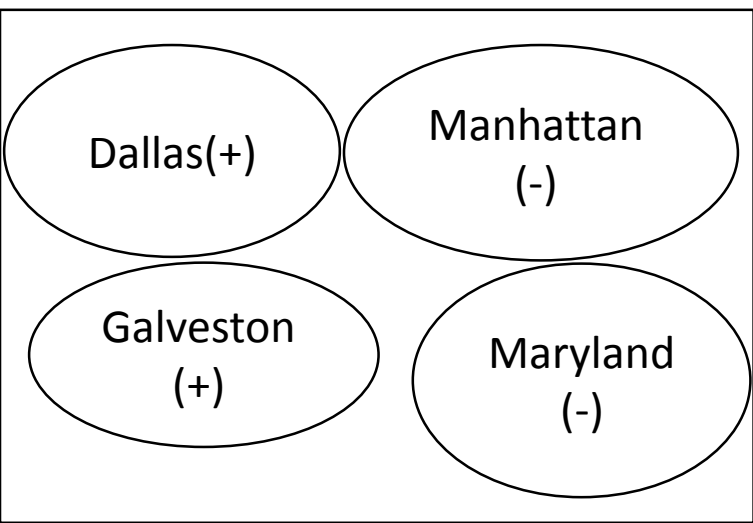 Dallas(+)
Manhattan
(-)
Galveston
(+)
Maryland
(-)